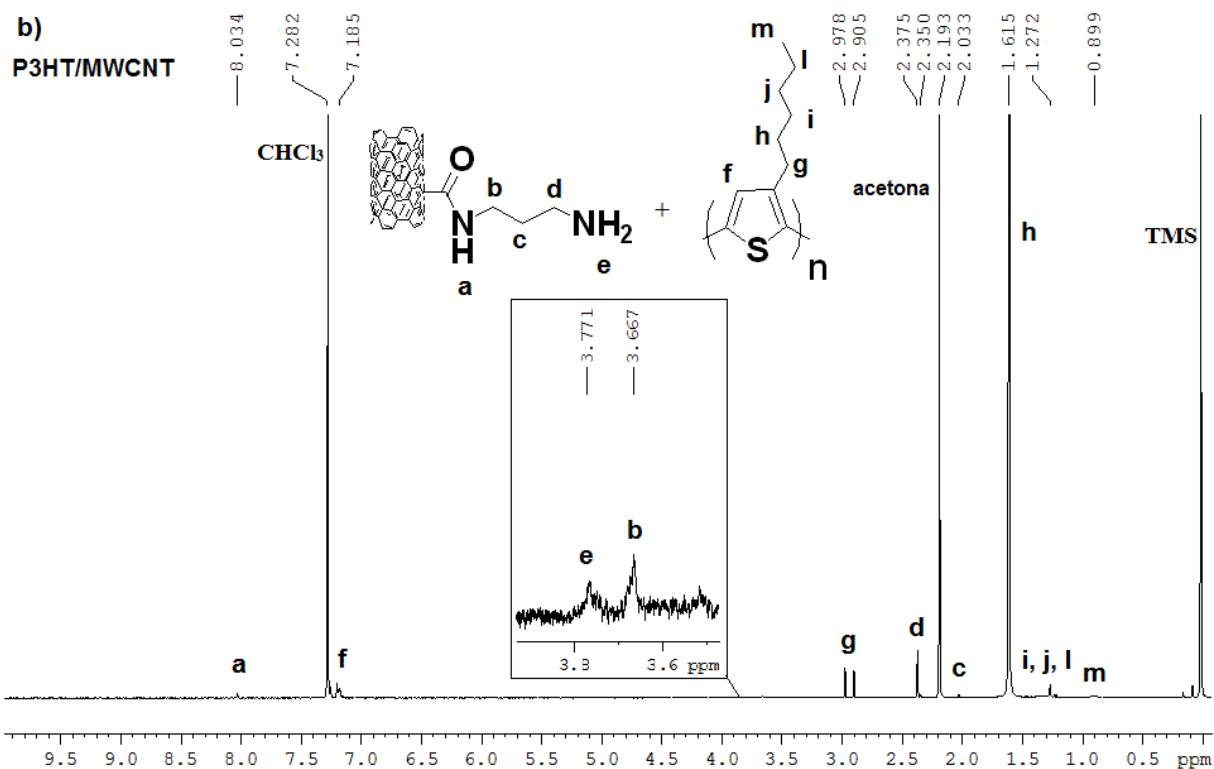 b)
P3HT/MWCNT
8.034
7.282
7.185
2.978
2.905
2.375
2.350
2.193
2.033
1.615
1.272
0.899
m
l
j
i
h
g
f
S
n
CHCl3
O
b
d
N
H
NH2
c
e
a
+
acetona
h
TMS
3.771
3.667
e
b
3.8 3.6 ppm
a
f
g
d
c
i, j, l
m
9.5 9.0 8.5 8.0 7.5 7.0 6.5 6.0 5.5 5.0 4.5 4.0 3.5 3.0 2.5 2.0 1.5 1.0 0.5 ppm